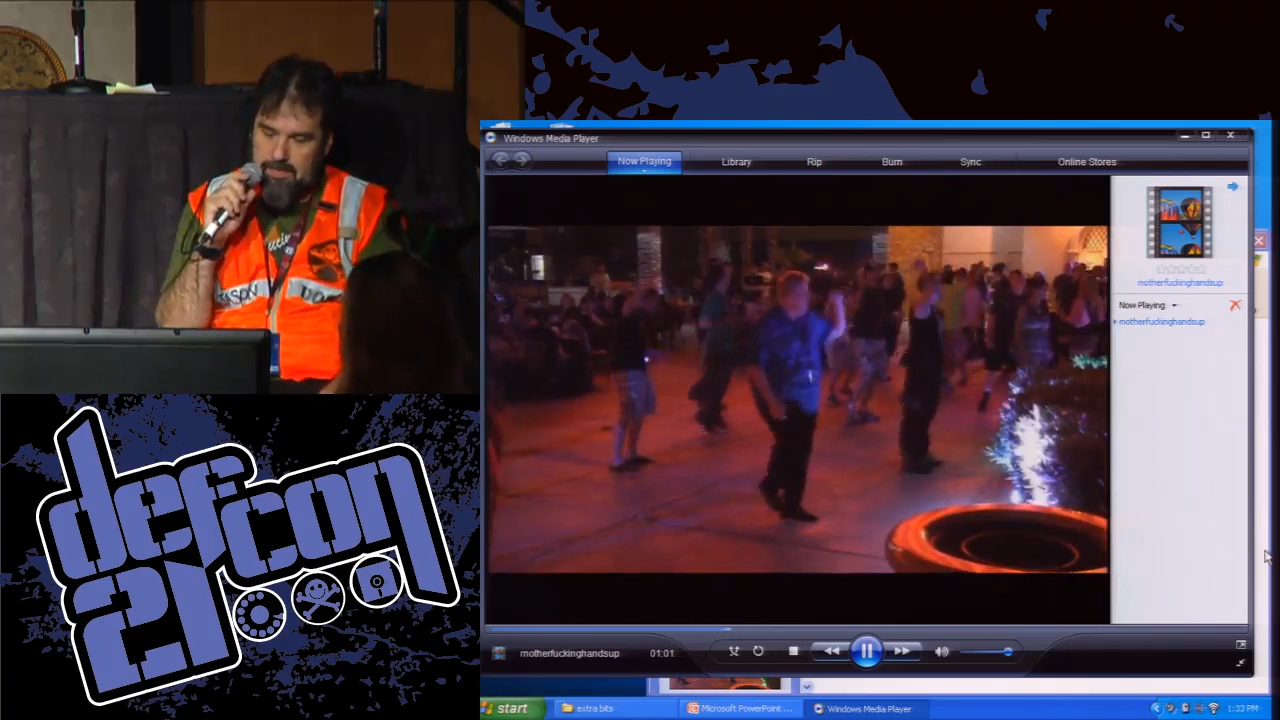 Windows Media Player
Now Playing
Library
Rip
Burn
Sync
Online Stores
motherfuckinghandsup
Now Playing:
motherfuckinghandsup
defcon
21
motherfuckinghandsup
01:01
start
extra bits
Microsoft PowerPoint ...
Windows Media Player
1:33 PM